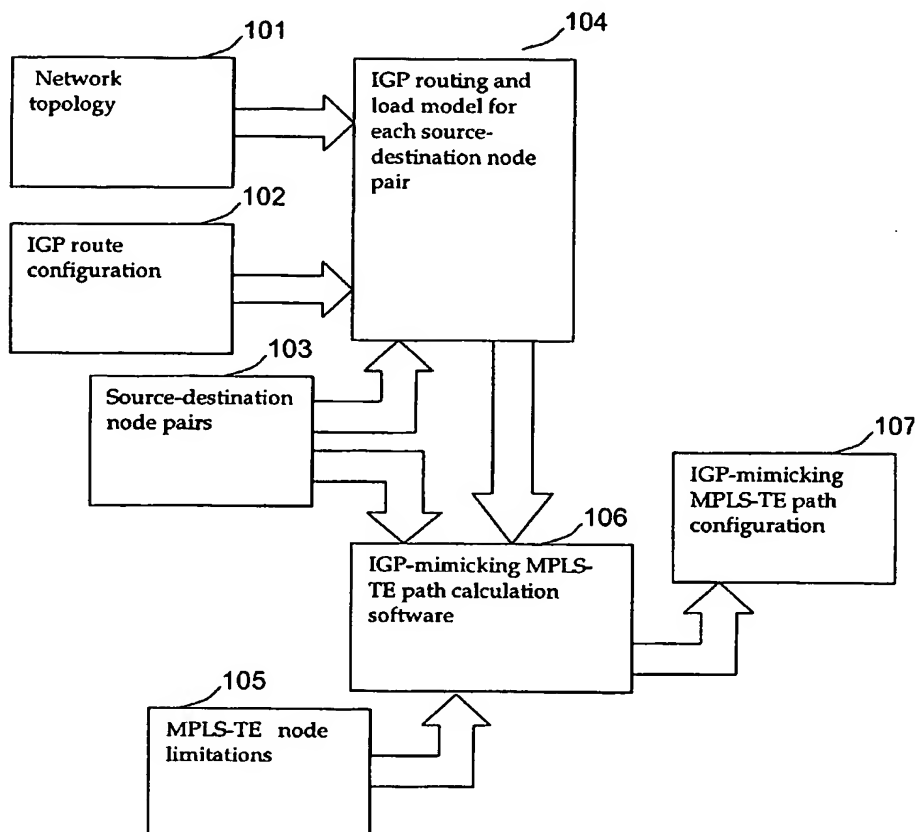 101
Network
topology
104
IGP routing and
load model for
each source-
destination node
pair
102
IGP route
configuration
103
Source-destination
node pairs
107
IGP-mimicking
MPLS-TE path
configuration
106
IGP-mimicking MPLS-
TE path calculation
software
105
MPLS-TE node
limitations